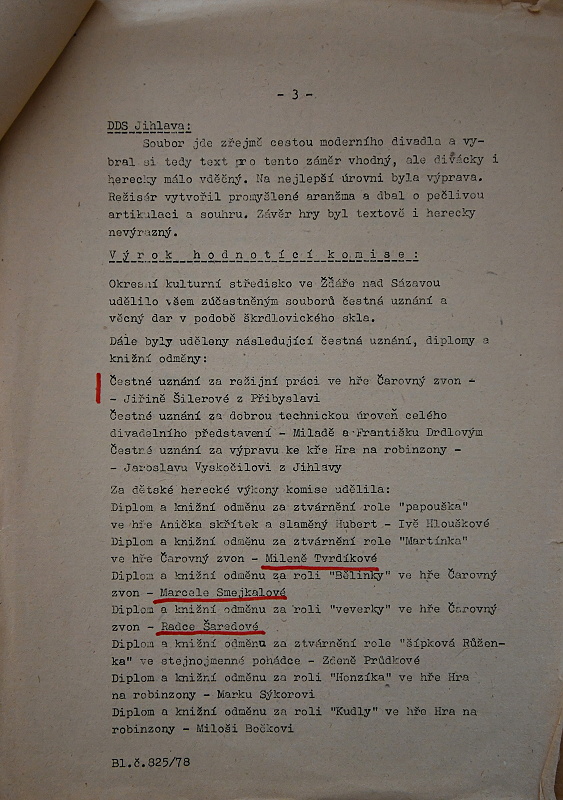 - 3 -
DDS Jihlava:
Soubor jde zřejmě cestou moderního divadla a vy-
bral si tedy text pro tento záměr vhodný, ale divácky i
herecky málo vděčný. Na nejlepší úrovni byla výprava.
Režisár vytvořil promyšlené aranžma a dbal o pečlivou
artikulaci a souhru. Závěr hry byl textově i herecky
nevýrazný.
V ý r o k   h o d n o t í c í   k o m i s e :
Okresní kulturní středisko ve Žďáře nad Sázavou
udělilo všem zúčastněným souborů čestná uznání a
věcný dar v podobě škrdlovického skla.
Dále byly uděleny následující čestná uznání, diplomy a
knižní odměny:
Čestné uznání za režijní práci ve hře Čarovný zvon -
- Jiřině Šilerové z Přibyslavi
Čestné uznání za dobrou technickou úroveň celého
divadelního představení - Miladě a Františku Drdlovým
Čestné uznání za výpravu ke kře Hra na robinzony -
- Jaroslavu Vyskočilovi z Jihlavy
Za dětské herecké výkony komise udělila:
Diplom a knižní odměnu za ztvárnění role "papouška"
ve hře Anička skřítek a slaměný Hubert - Ivě Hlouškové
Diplom a knižní odměnu za ztvárnění role "Martínka"
ve hře Čarovný zvon - Mileně Tvrdíkové
Diplom a knižní odměnu za roli "Bělinky" ve hře Čarovný
zvon - Marcele Smejkalové
Diplom a knižní odměnu za roli "veverky" ve hře Čarovný
zvon - Radce Šaredové
Diplom a knižní odměnu za ztvárnění role "šípková Růžen-
ka" ve stejnojmenné pohádce - Zdeně Průdkové
Diplom a knižní odměnu za roli "Honzíka" ve hře Hra
na robinzony - Marku Sýkorovi
Diplom a knižní odměnu za roli "Kudly" ve hře Hra na
robinzony - Miloši Bočkovi
Bl.č.825/78